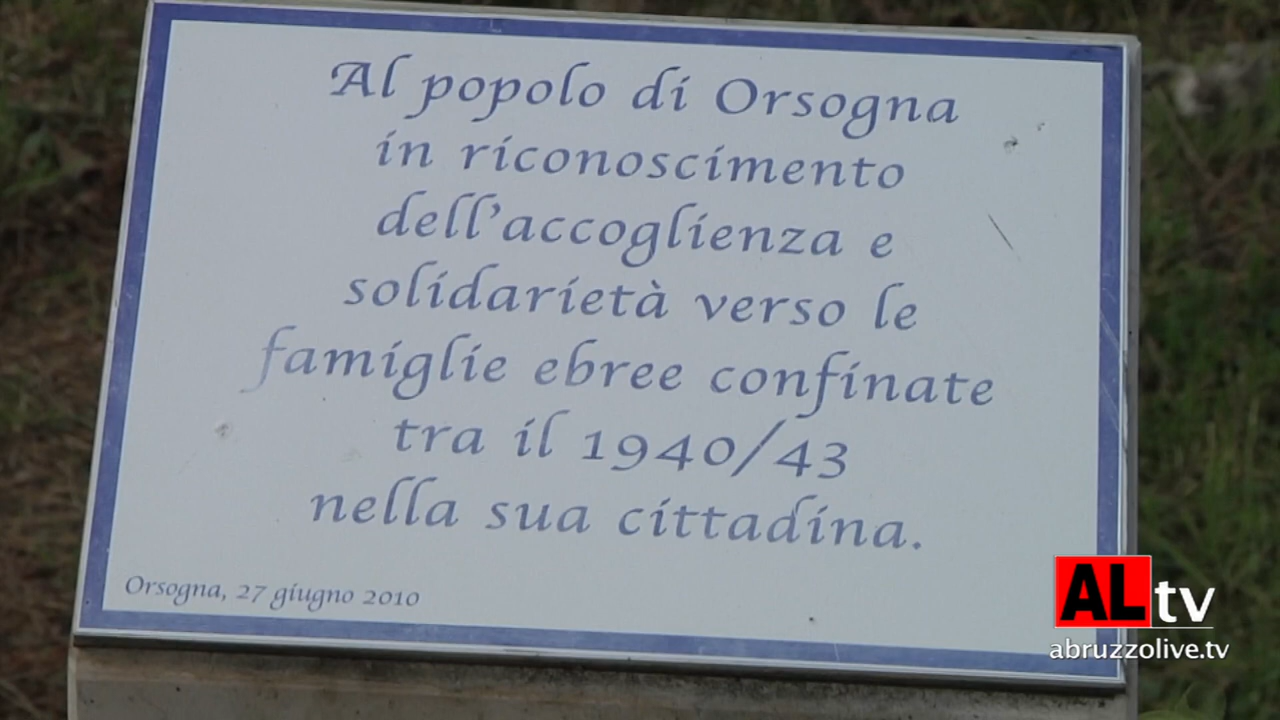 Al popolo di Orsogna
in riconoscimento
dell'accoglienza e
solidarietà verso le
famiglie ebree confinate
tra il 1940/43
nella sua cittadina.
Orsogna, 27 giugno 2010
ALtv
abruzzolive.tv